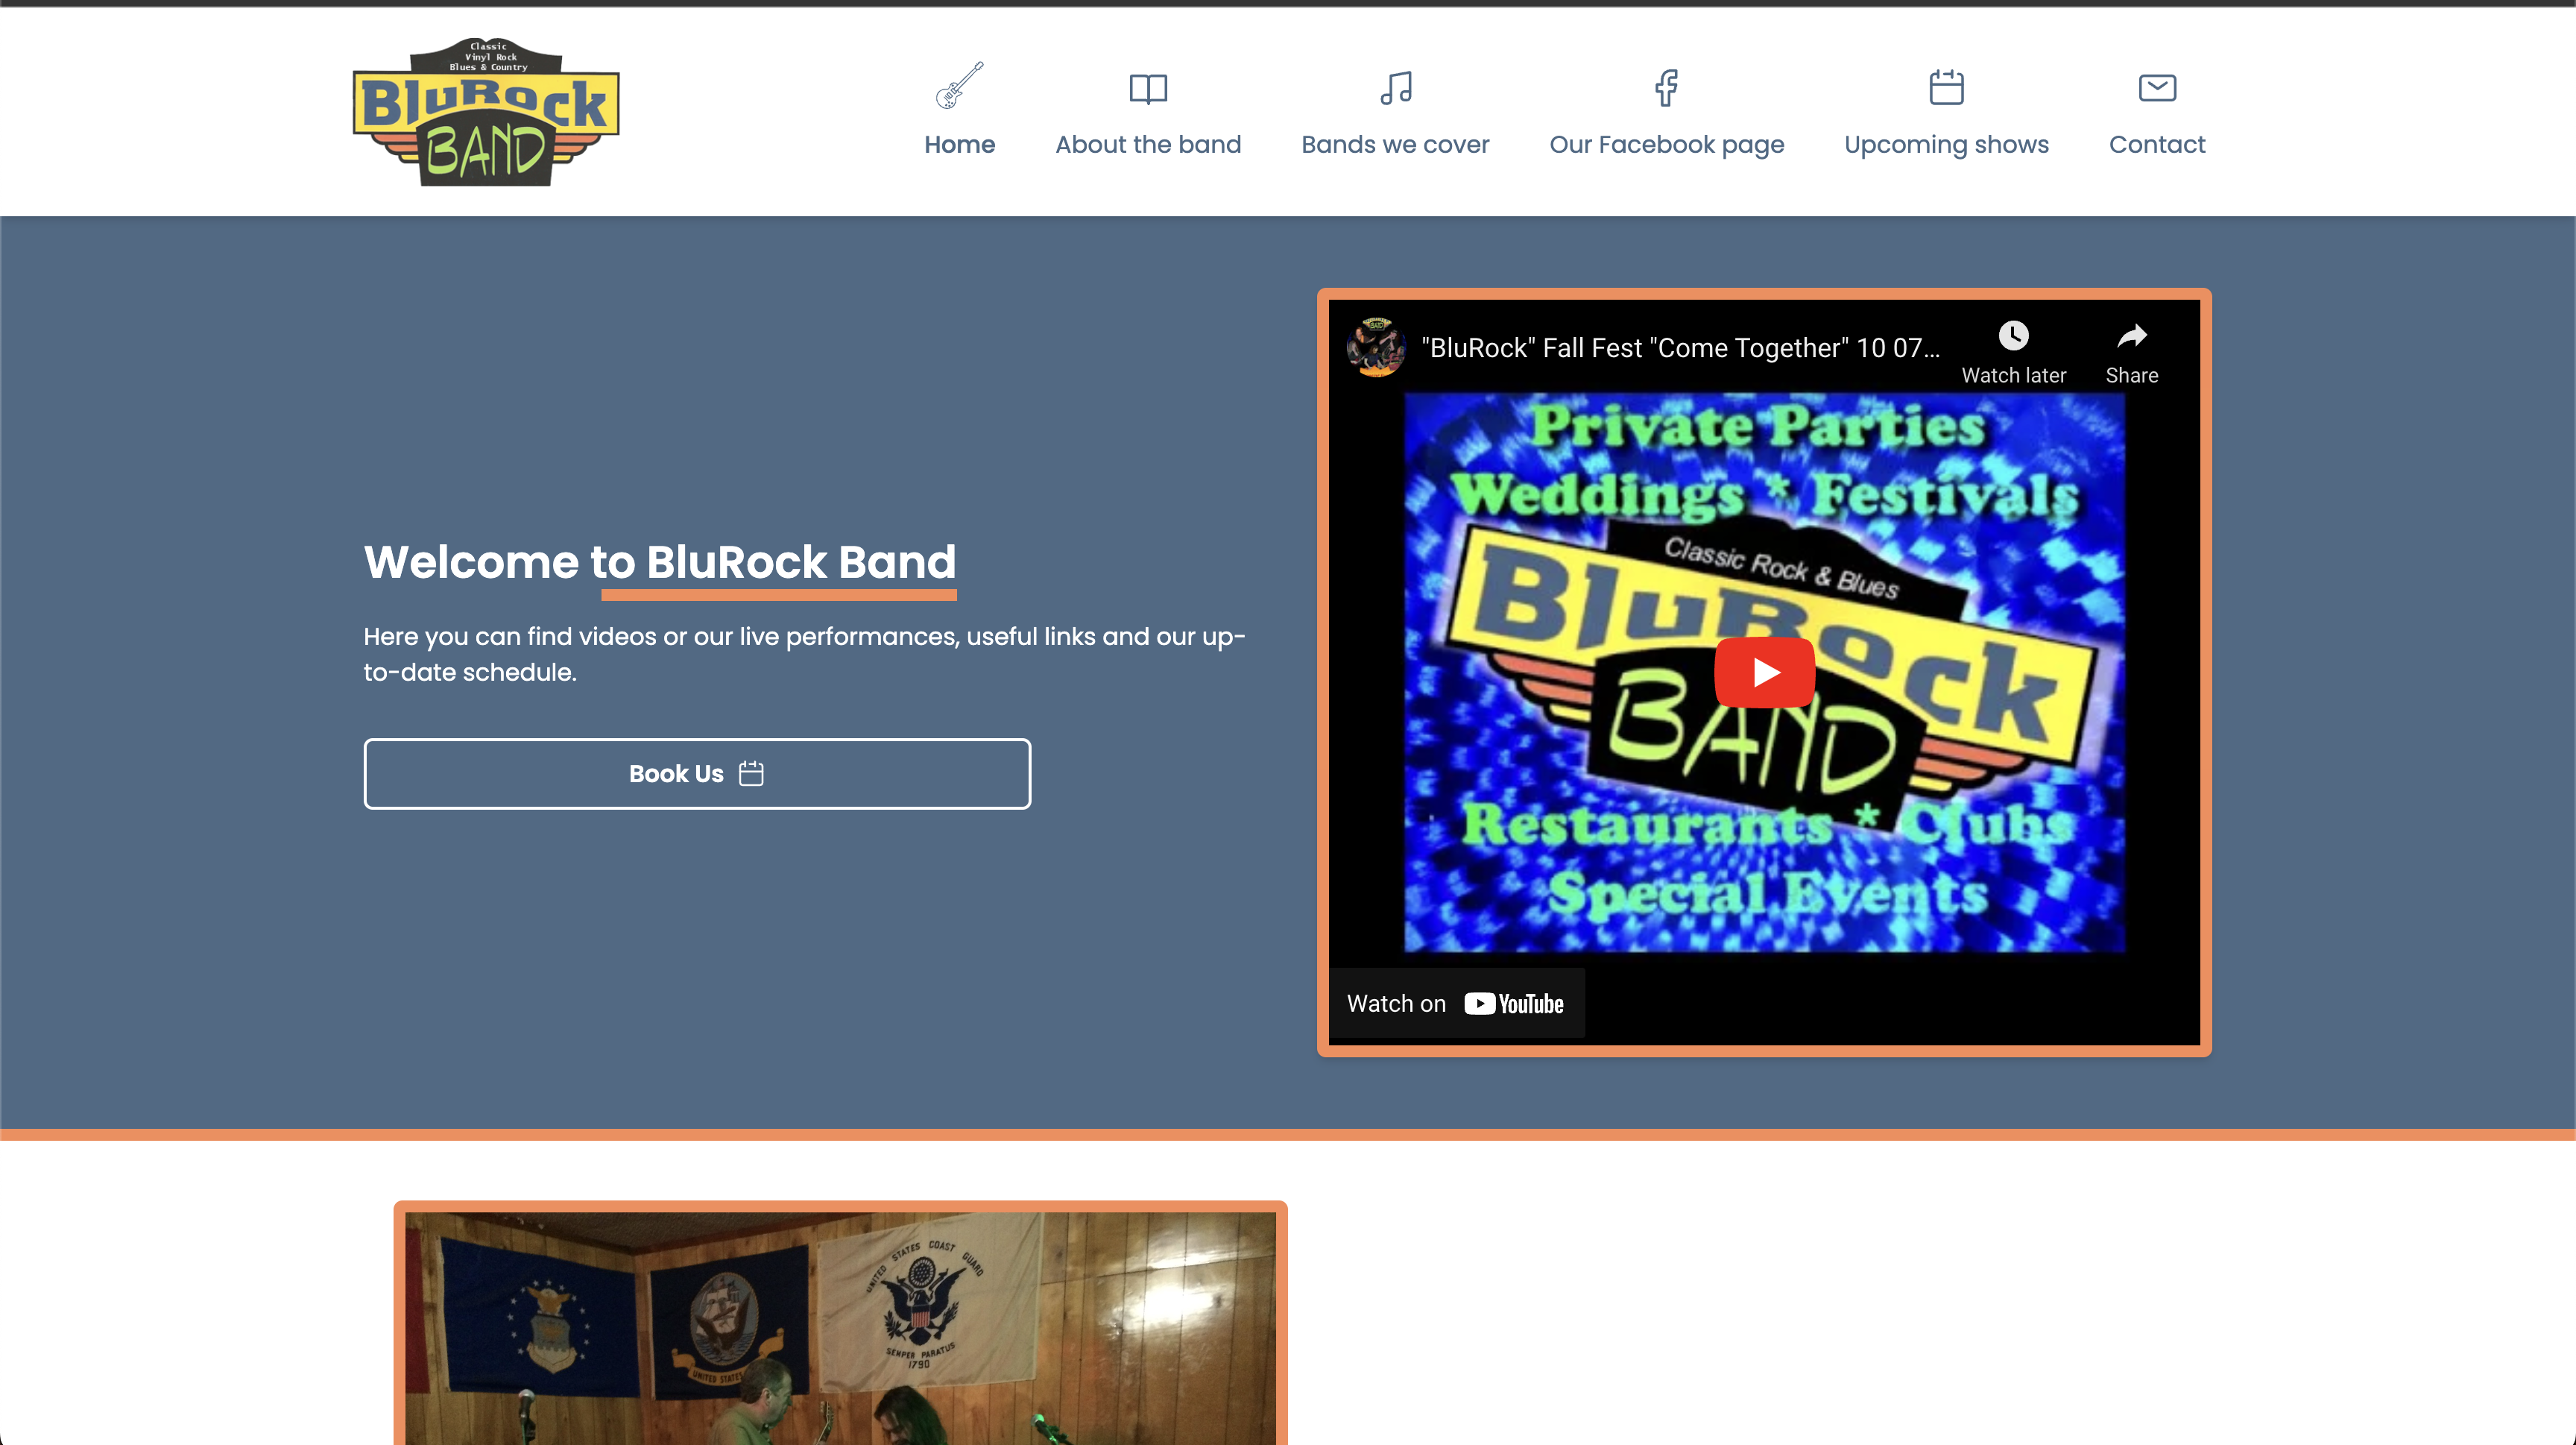 Classic
Vinyl Rock
Blues & Country
BluRock
BAND
Home
About the band
Bands we cover
Our Facebook page
Upcoming shows
Contact
Welcome to BluRock Band
Here you can find videos or our live performances, useful links and our up-
to-date schedule.
Book Us
"BluRock" Fall Fest "Come Together" 10 07...
Watch later
Share
Private Parties
Weddings * Festivals
Classic Rock & Blues
BluRock
BAND
Restaurants * Clubs
Special Events
Watch on YouTube
UNITED STATES COAST GUARD
SEMPER PARATUS
1790
UNITED STATES